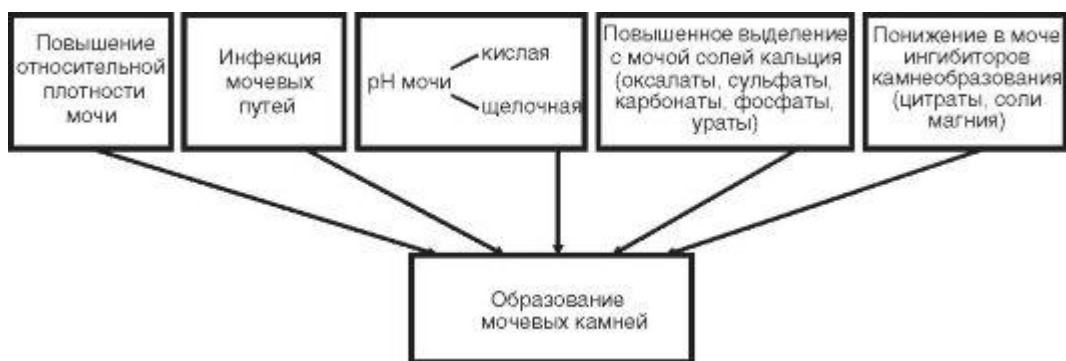 Повышение
относительной
плотности
мочи
Инфекция
мочевых
путей
pH мочи
кислая
щелочная
Повышенное выделение
с мочой солей кальция
(оксалаты, сульфаты,
карбонаты, фосфаты,
ураты)
Понижение в моче
ингибиторов
камнеобразования
(цитраты, соли
магния)
Образование
мочевых камней